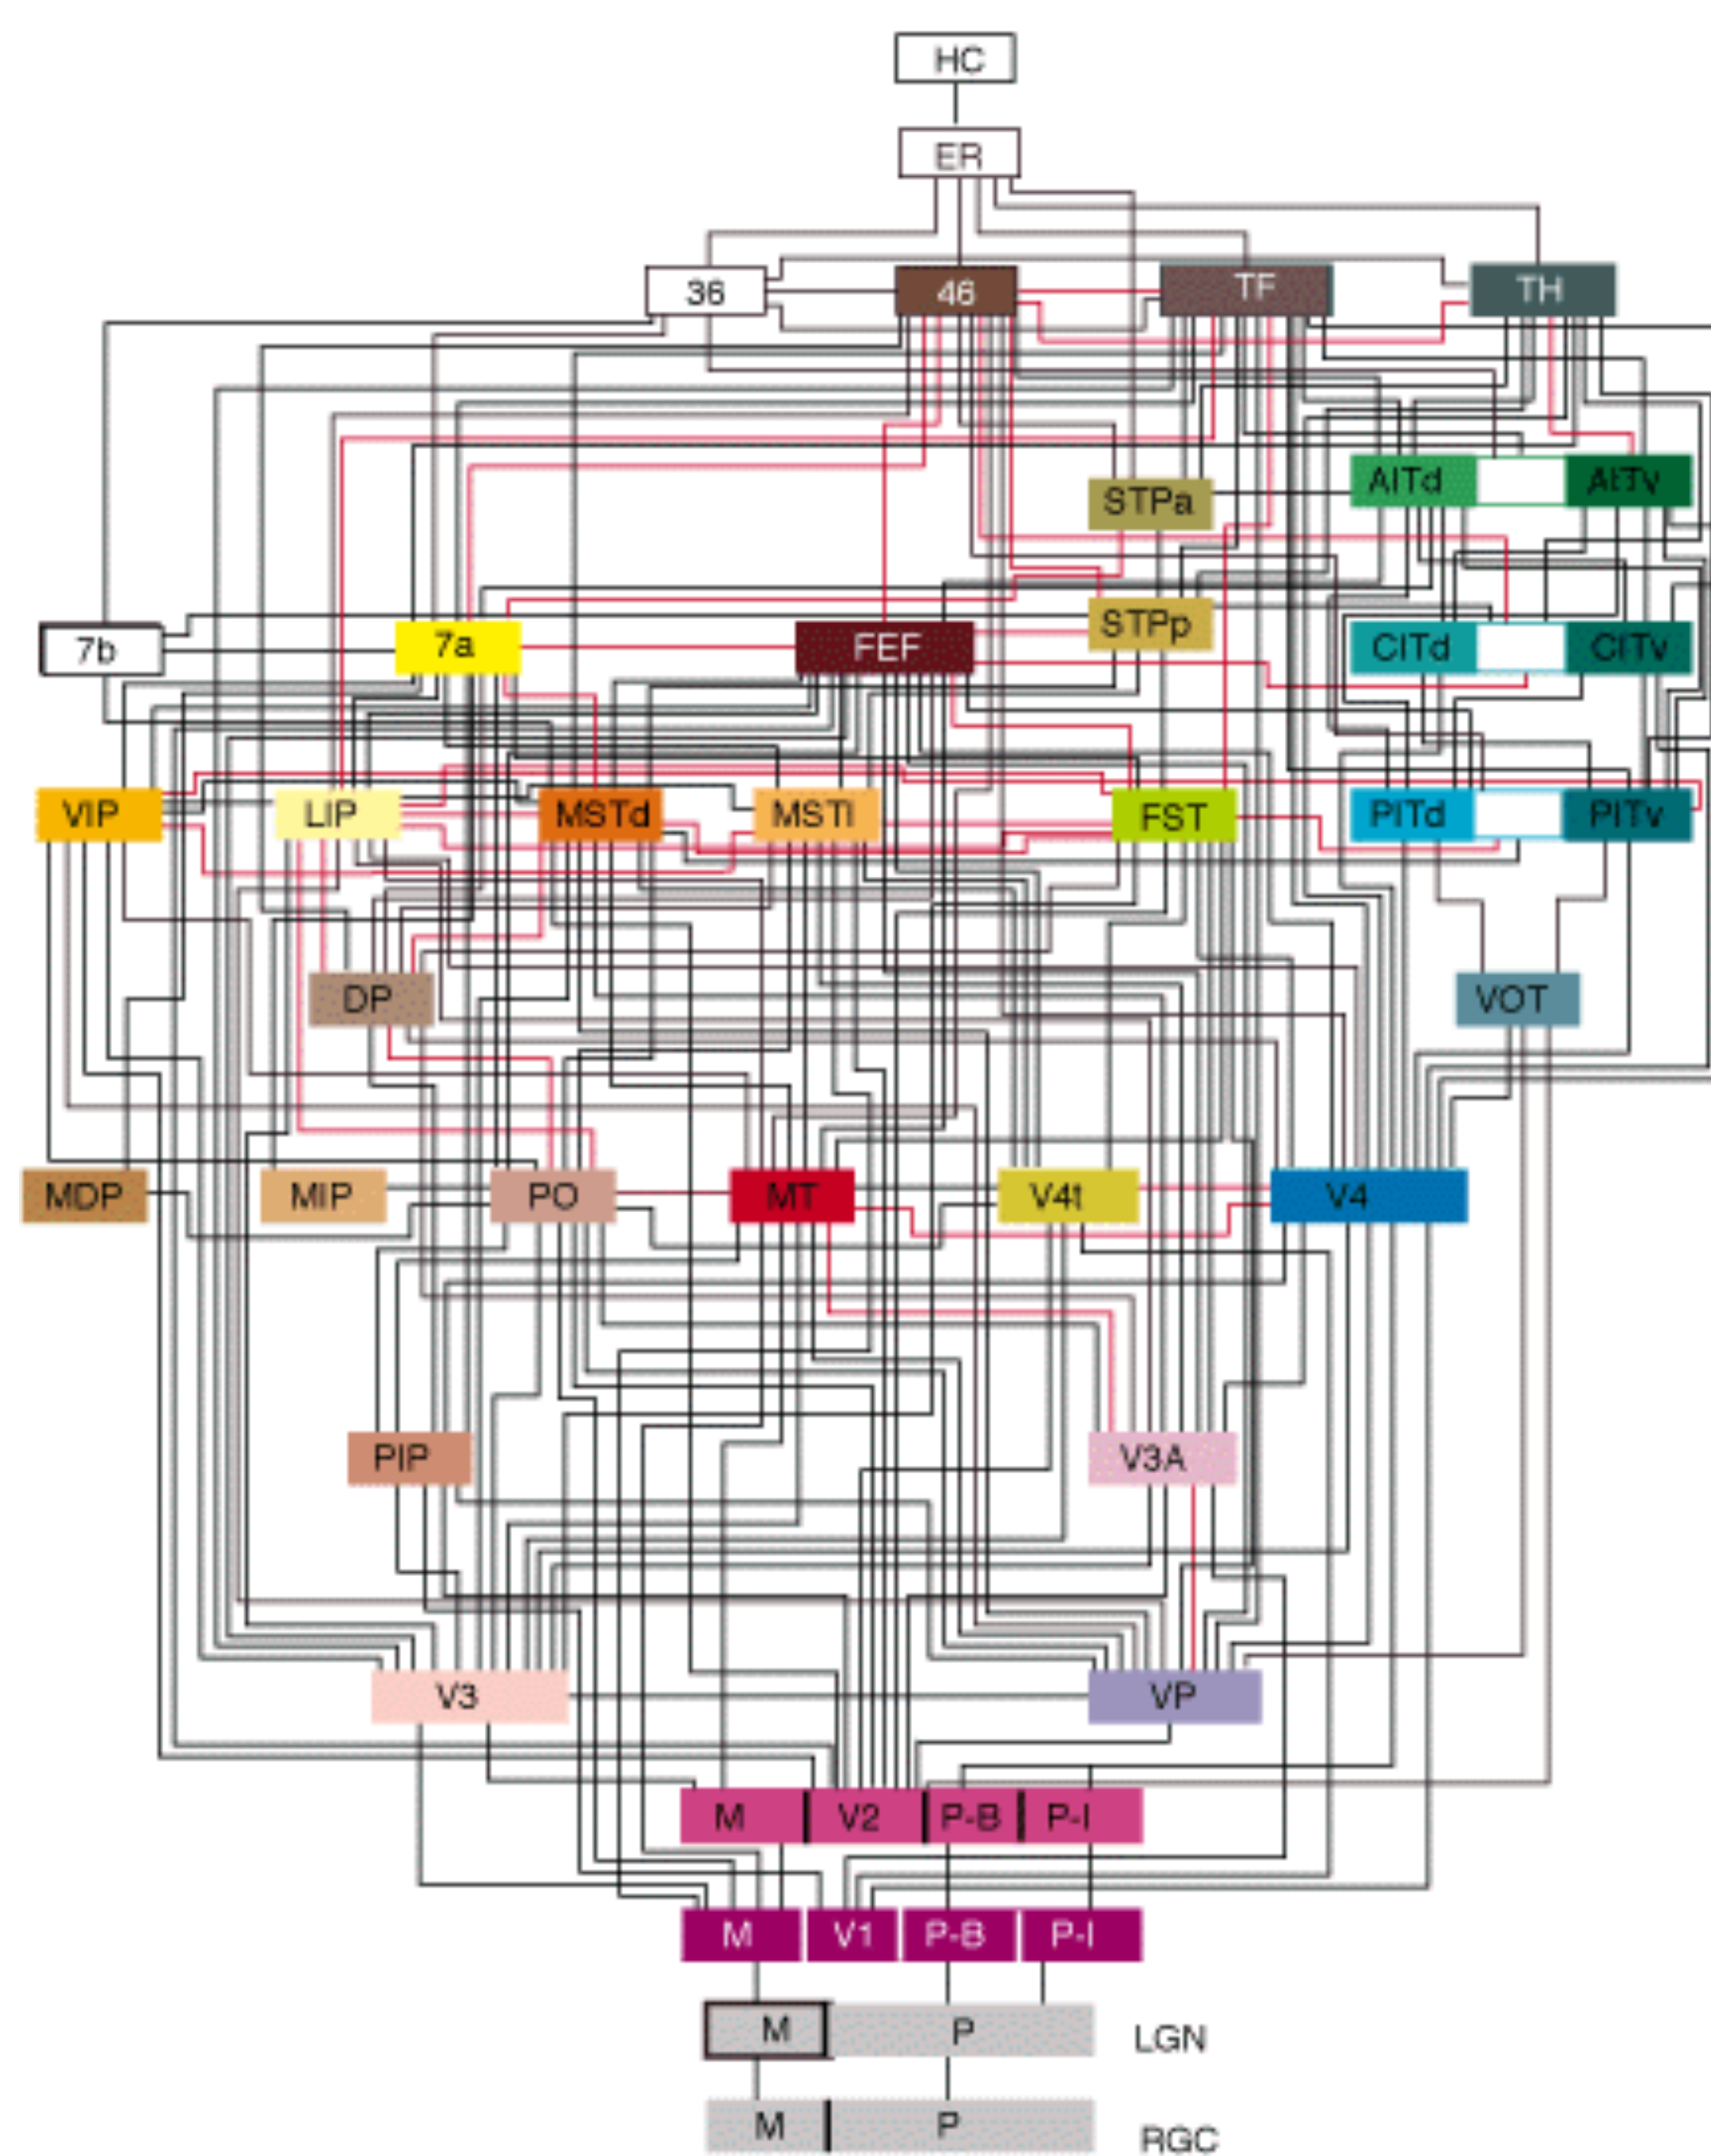 HC
ER
36 46 TF TH
AITd AITv
STPa
STPp
7b 7a FEF CITd CITv
VIP LIP MSTd MSTl FST PITd PITv
DP VOT
MDP MIP PO MT V4t V4
PIP V3A
V3 VP
M V2 P-B P-I
M V1 P-B P-I
M P LGN
M P RGC